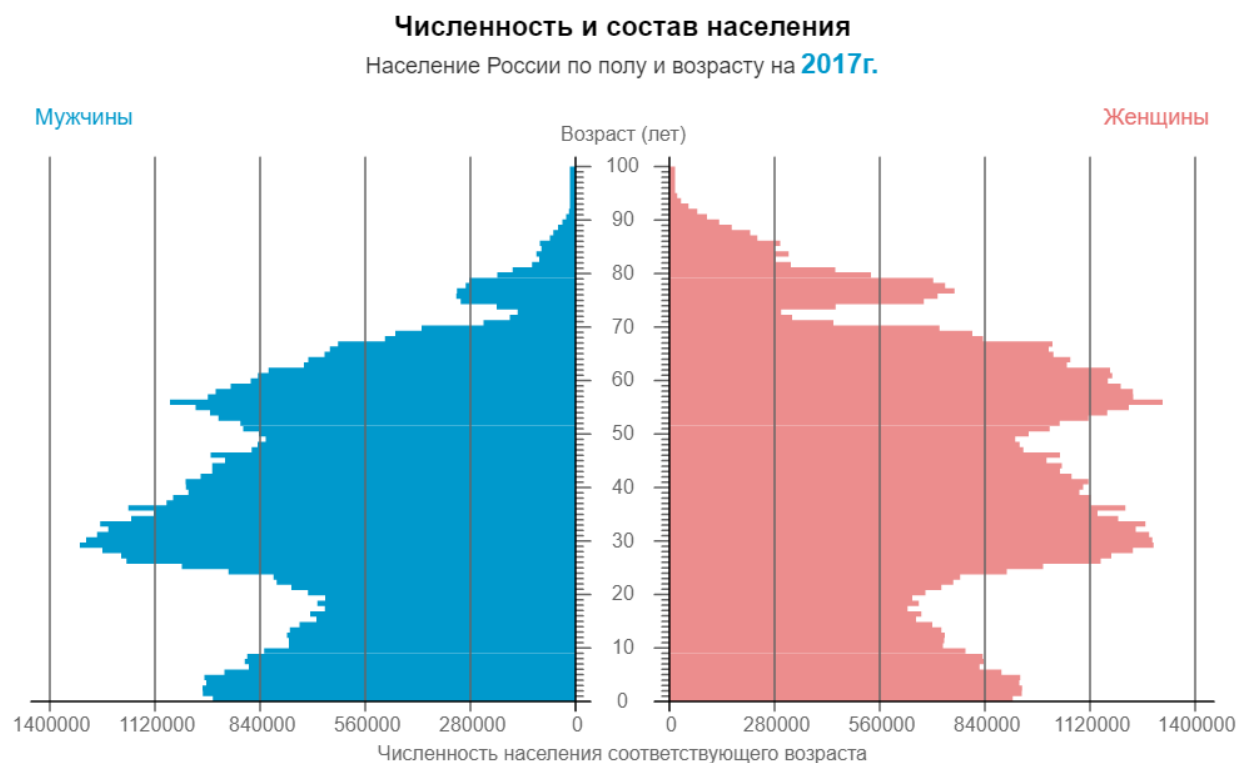 Численность и состав населения
Население России по полу и возрасту на 2017г.
Мужчины
Женщины
Возраст (лет)
100
90
80
70
60
50
40
30
20
10
0
1400000 1120000 840000 560000 280000 0 0 280000 560000 840000 1120000 1400000
Численность населения соответствующего возраста